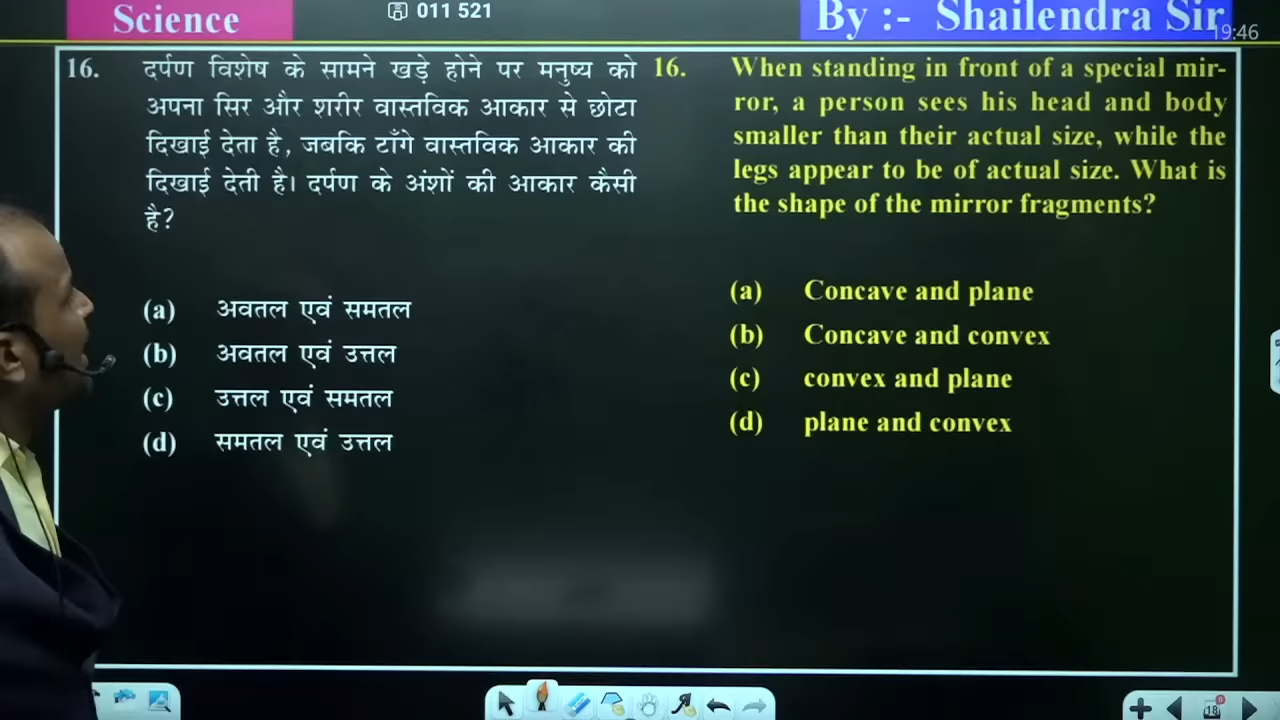 Science
011 521
By :- Shailendra Sir
19:46
16. दर्पण विशेष के सामने खड़े होने पर मनुष्य को
अपना सिर और शरीर वास्तविक आकार से छोटा
दिखाई देता है, जबकि टाँगे वास्तविक आकार की
दिखाई देती है। दर्पण के अंशों की आकार कैसी
है?
(a) अवतल एवं समतल
(b) अवतल एवं उत्तल
(c) उत्तल एवं समतल
(d) समतल एवं उत्तल
16. When standing in front of a special mir-
ror, a person sees his head and body
smaller than their actual size, while the
legs appear to be of actual size. What is
the shape of the mirror fragments?
(a) Concave and plane
(b) Concave and convex
(c) convex and plane
(d) plane and convex
18